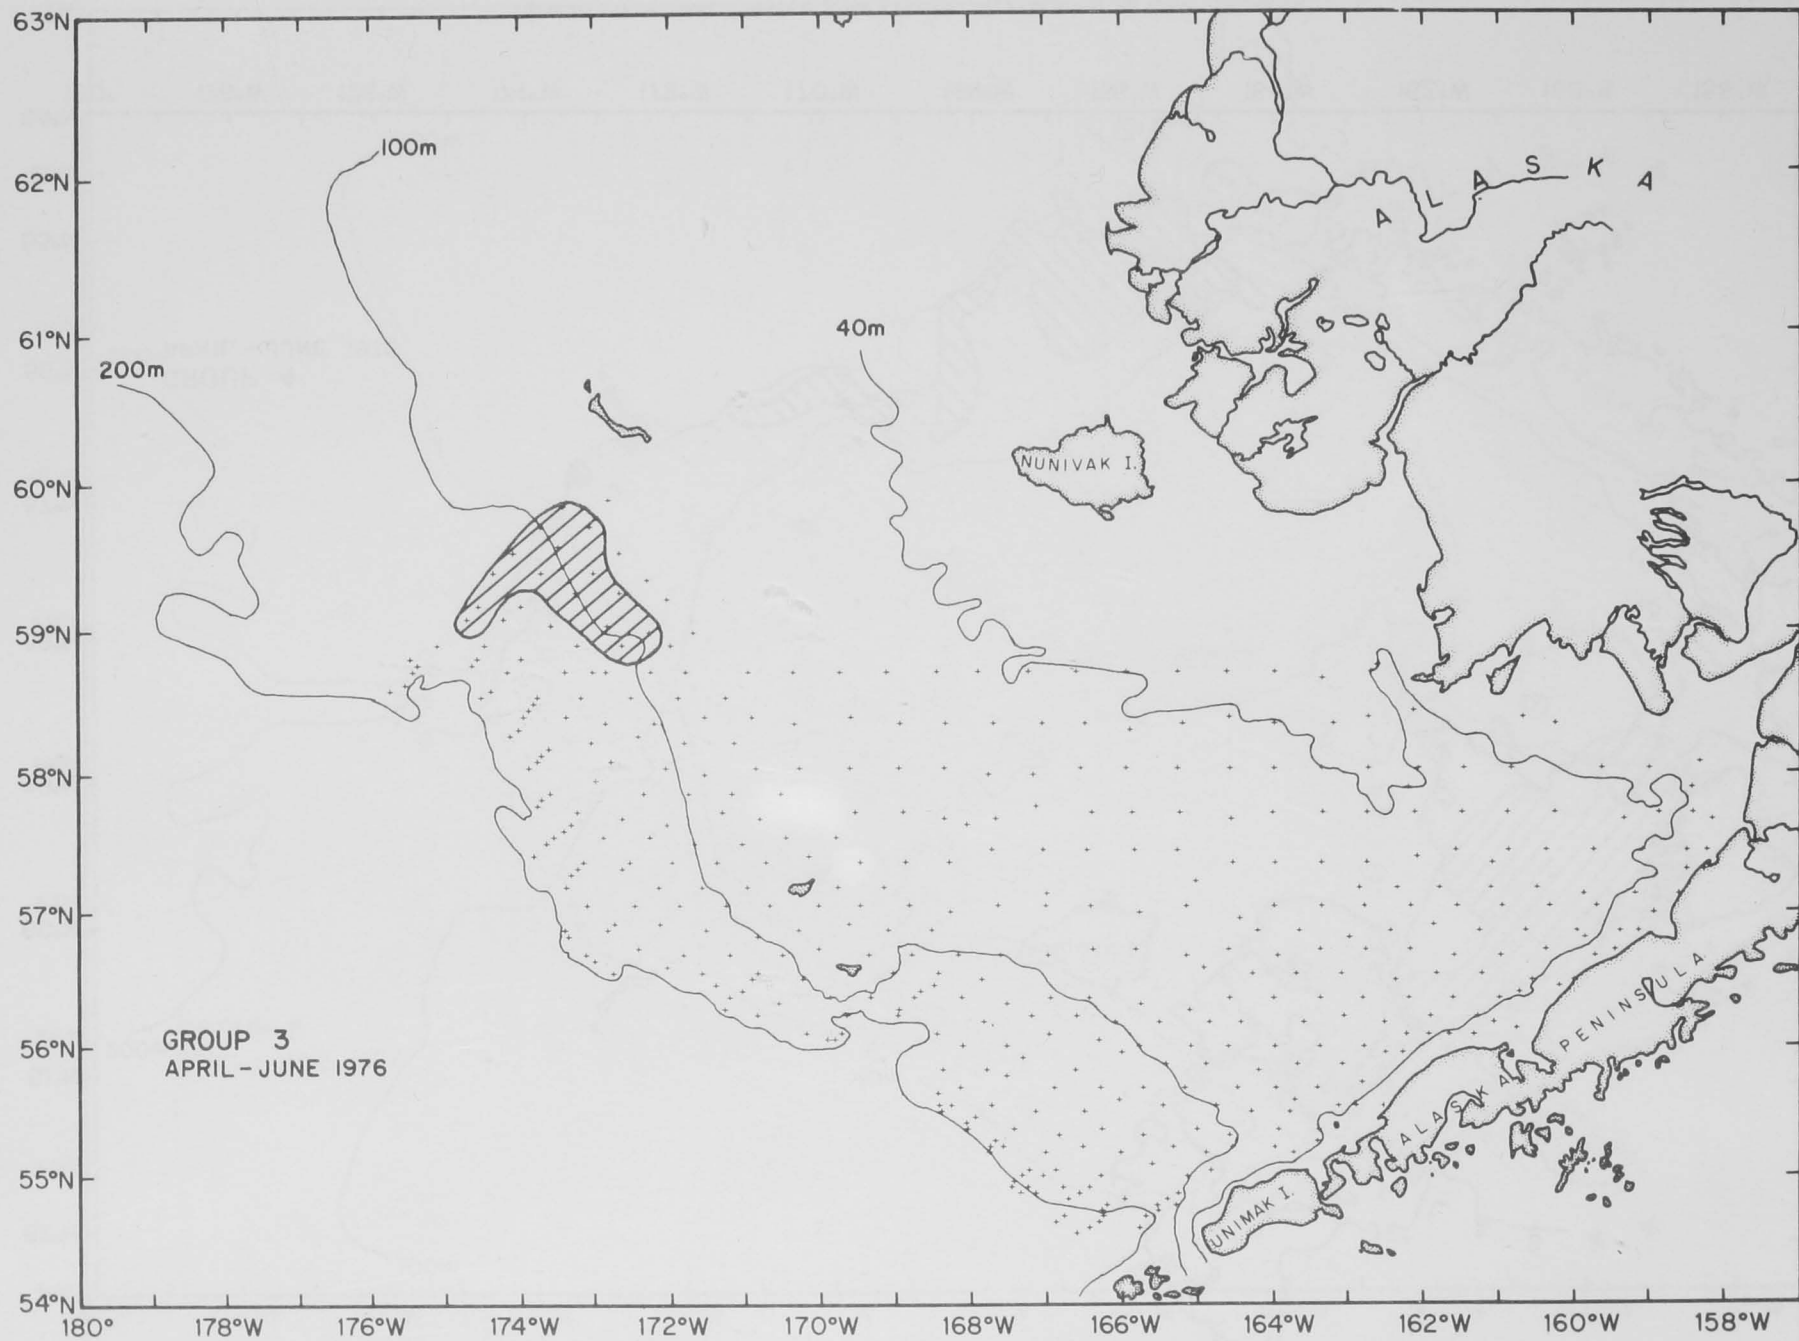 63°N
100m
62°N
A L A S K A
61°N
40m
200m
60°N
NUNIVAK I.
59°N
58°N
57°N
56°N
GROUP 3
APRIL-JUNE 1976
ALASKA PENINSULA
55°N
UNIMAK I.
54°N
180° 178°W 176°W 174°W 172°W 170°W 168°W 166°W 164°W 162°W 160°W 158°W